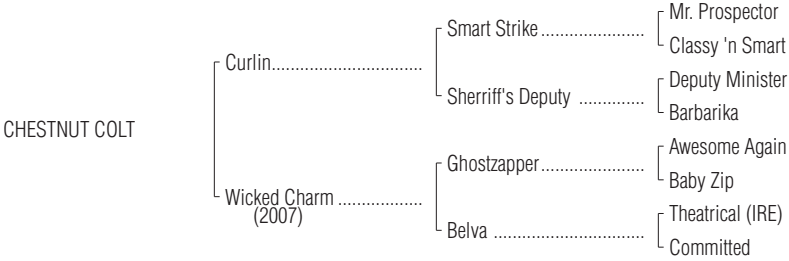 Mr. Prospector
Smart Strike......................
Classy 'n Smart
Curlin................................
Deputy Minister
Sherriff's Deputy ..............
Barbarika
CHESTNUT COLT
Awesome Again
Ghostzapper......................
Baby Zip
Wicked Charm ..................
(2007)
Theatrical (IRE)
Belva ................................
Committed